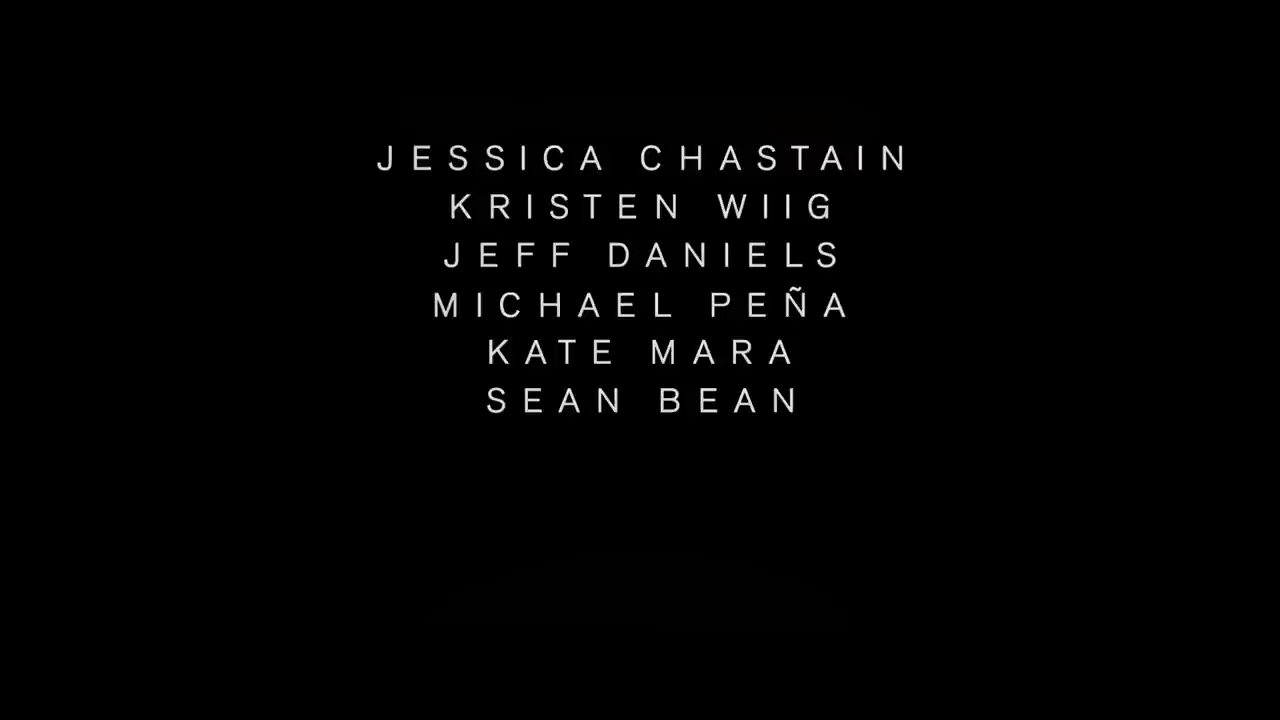 JESSICA CHASTAIN
KRISTEN WIIG
JEFF DANIELS
MICHAEL PEÑA
KATE MARA
SEAN BEAN